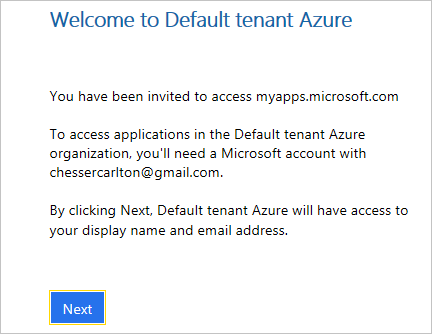 Welcome to Default tenant Azure
You have been invited to access myapps.microsoft.com
To access applications in the Default tenant Azure
organization, you'll need a Microsoft account with
chessercarlton@gmail.com.
By clicking Next, Default tenant Azure will have access to
your display name and email address.
Next